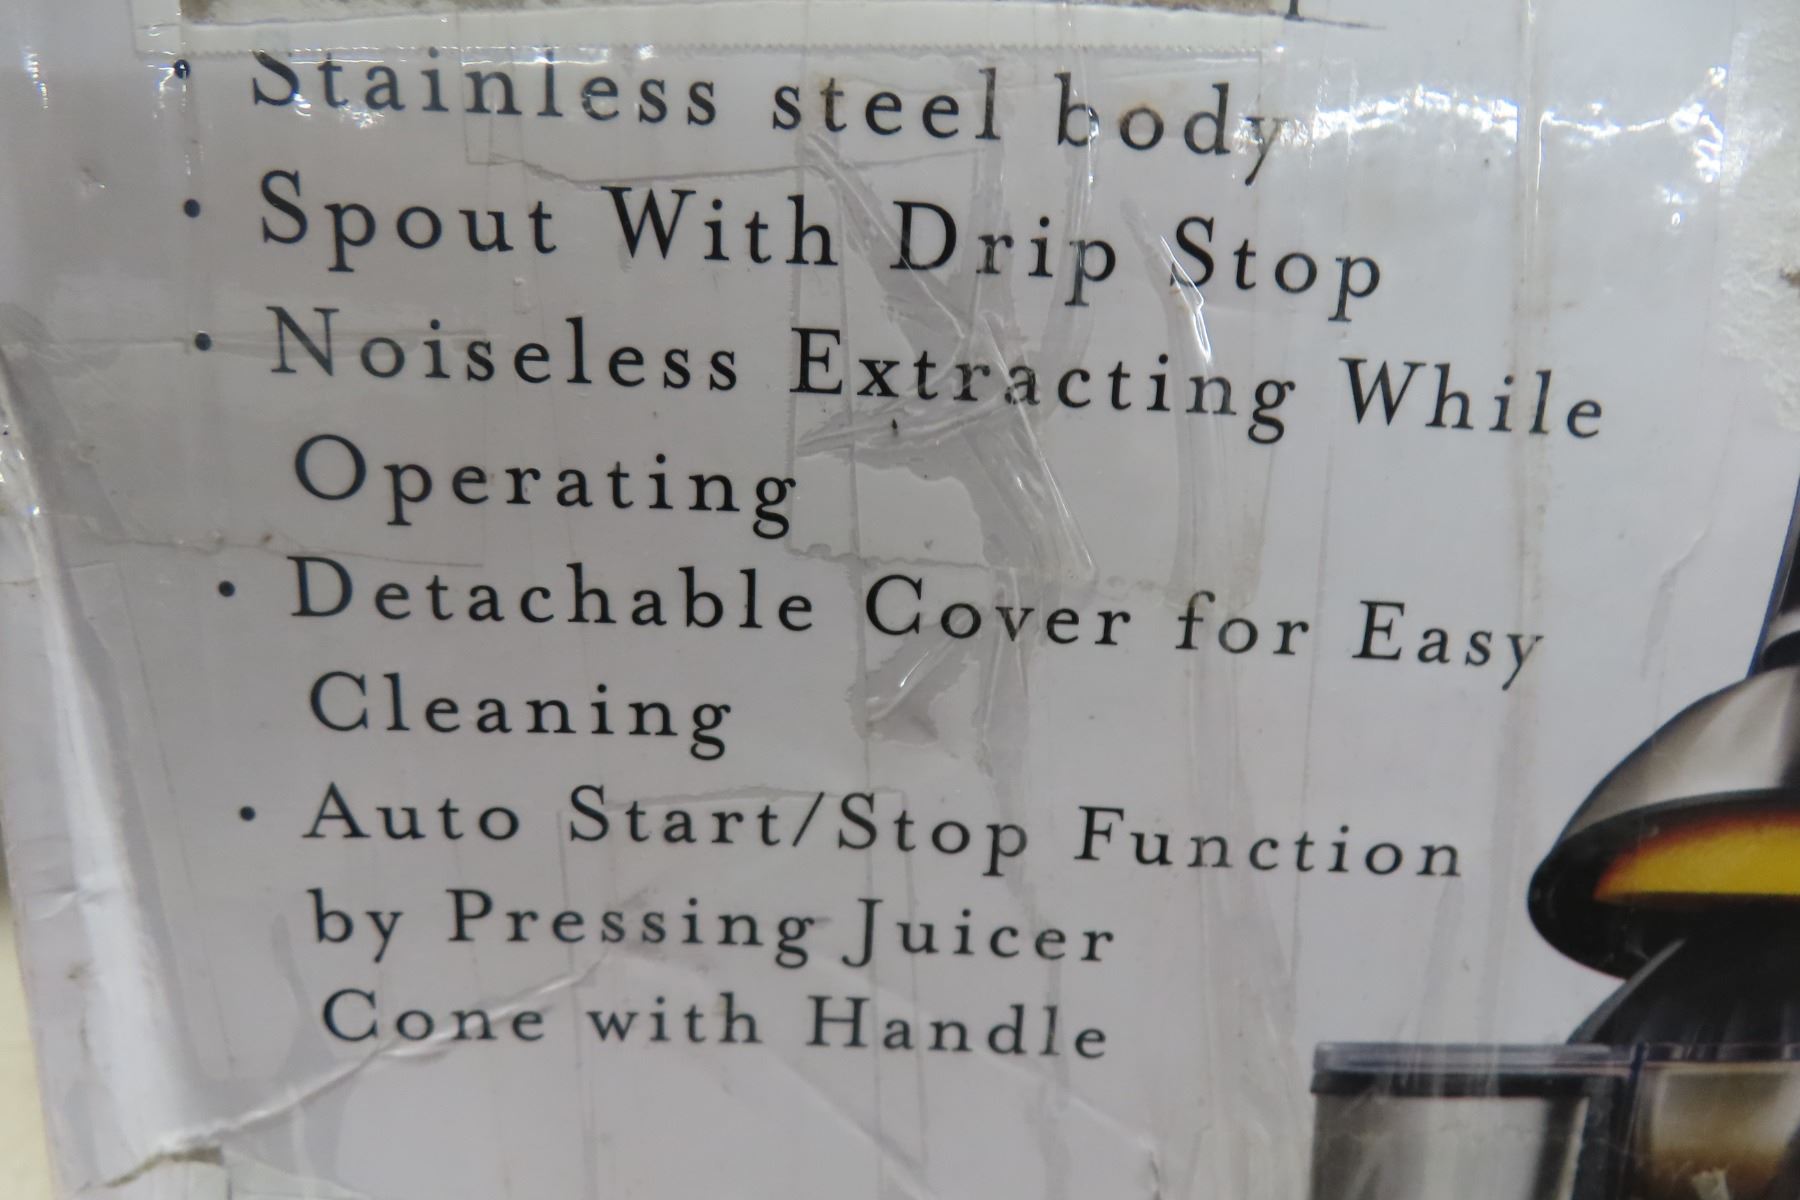 • Stainless steel body
• Spout With Drip Stop
• Noiseless Extracting While
Operating
• Detachable Cover for Easy
Cleaning
• Auto Start/Stop Function
by Pressing Juicer
Cone with Handle